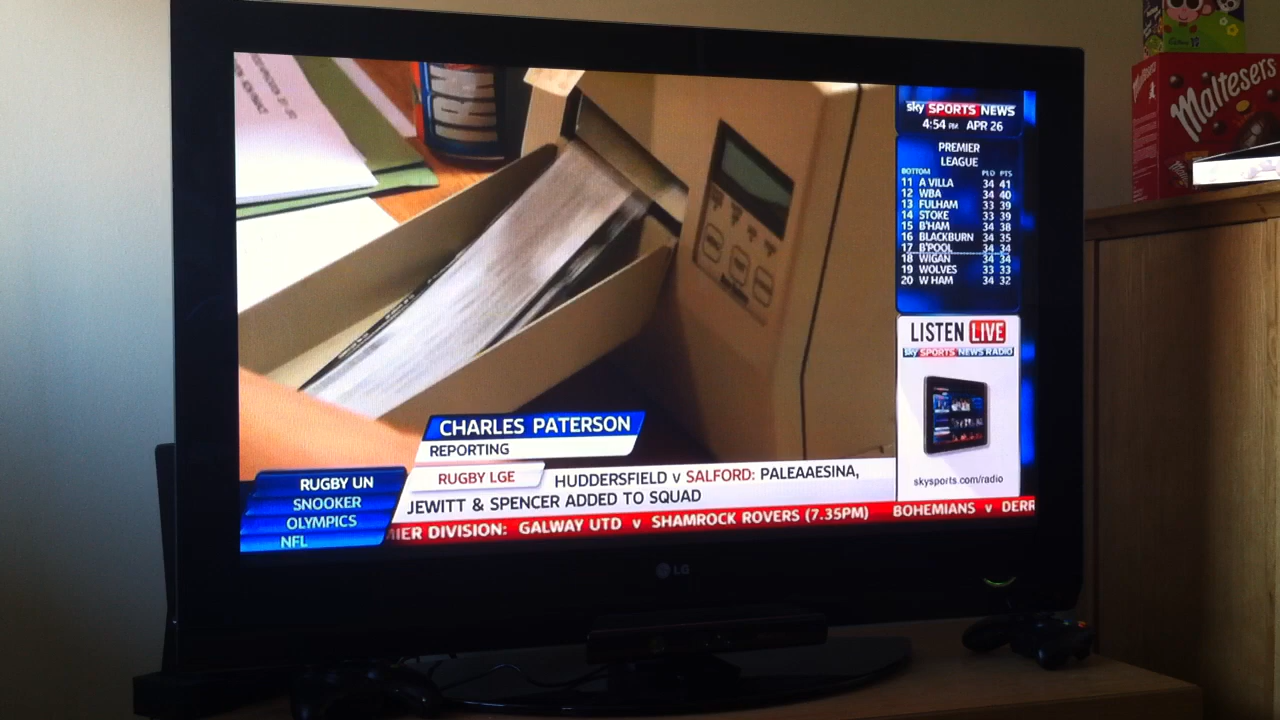 IRN
sky SPORTS NEWS
4:54 PM APR 26
PREMIER
LEAGUE
BOTTOM PLD PTS
11 A VILLA 34 41
12 WBA 34 40
13 FULHAM 33 39
14 STOKE 33 39
15 B'HAM 34 38
16 BLACKBURN 34 35
17 B'POOL 34 34
18 WIGAN 34 34
19 WOLVES 33 33
20 W HAM 34 32
LISTEN LIVE
sky SPORTS NEWS RADIO
skysports.com/radio
CHARLES PATERSON
REPORTING
RUGBY LGE HUDDERSFIELD v SALFORD: PALEAAESINA,
JEWITT & SPENCER ADDED TO SQUAD
RUGBY UN
SNOOKER
OLYMPICS
NFL
MIER DIVISION: GALWAY UTD v SHAMROCK ROVERS (7.35PM) BOHEMIANS v DERR
LG
Maltesers